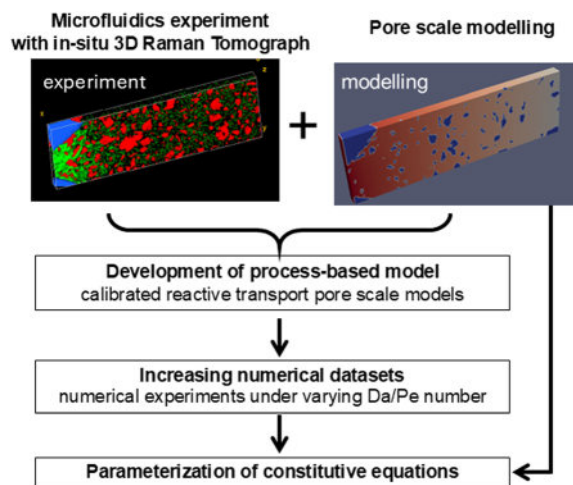 Microfluidics experiment
with in-situ 3D Raman Tomograph
Pore scale modelling
experiment
+
modelling
x
z
y
Development of process-based model
calibrated reactive transport pore scale models
Increasing numerical datasets
numerical experiments under varying Da/Pe number
Parameterization of constitutive equations